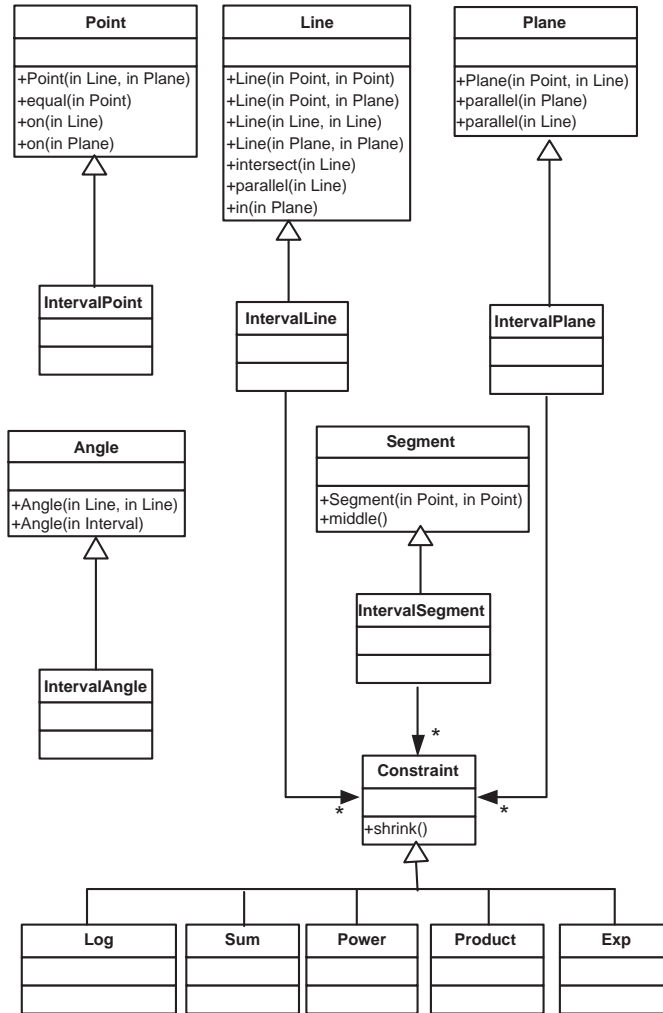 Point
+Point(in Line, in Plane)
+equal(in Point)
+on(in Line)
+on(in Plane)
Line
+Line(in Point, in Point)
+Line(in Point, in Plane)
+Line(in Line, in Line)
+Line(in Plane, in Plane)
+intersect(in Line)
+parallel(in Line)
+in(in Plane)
Plane
+Plane(in Point, in Line)
+parallel(in Plane)
+parallel(in Line)
IntervalPoint
IntervalLine
IntervalPlane
Angle
+Angle(in Line, in Line)
+Angle(in Interval)
Segment
+Segment(in Point, in Point)
+middle()
IntervalSegment
IntervalAngle
*
Constraint
+shrink()
*
*
Log
Sum
Power
Product
Exp